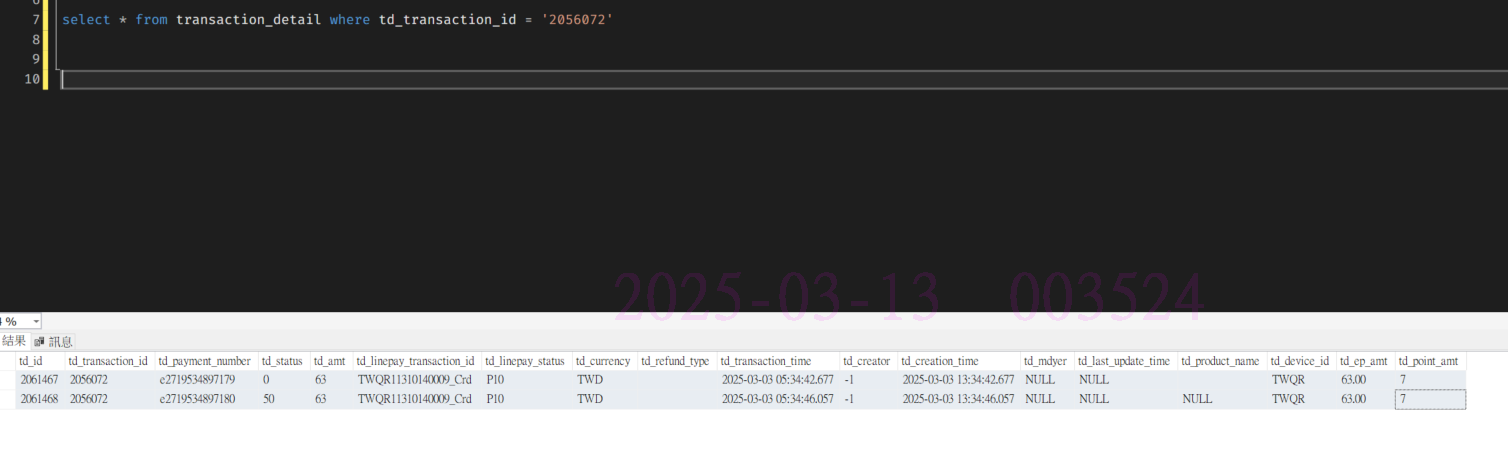 7 select * from transaction_detail where td_transaction_id = '2056072'
8
9
10
2025-03-13 003524
%
結果 訊息
td_id td_transaction_id td_payment_number td_status td_amt td_linepay_transaction_id td_linepay_status td_currency td_refund_type td_transaction_time td_creator td_creation_time td_mdyer td_last_update_time td_product_name td_device_id td_ep_amt td_point_amt
2061467 2056072 e2719534897179 0 63 TWQR11310140009_Crd P10 TWD 2025-03-03 05:34:42.677 -1 2025-03-03 13:34:42.677 NULL NULL TWQR 63.00 7
2061468 2056072 e2719534897180 50 63 TWQR11310140009_Crd P10 TWD 2025-03-03 05:34:46.057 -1 2025-03-03 13:34:46.057 NULL NULL NULL TWQR 63.00 7